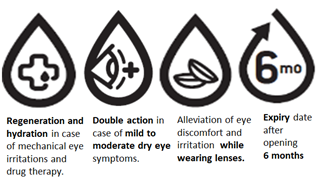 6 mo
Regeneration and
hydration in case
of mechanical eye
irritations and
drug therapy.
Double action in
case of mild to
moderate dry eye
symptoms.
Alleviation of eye
discomfort and
irritation while
wearing lenses.
Expiry date
after
opening
6 months